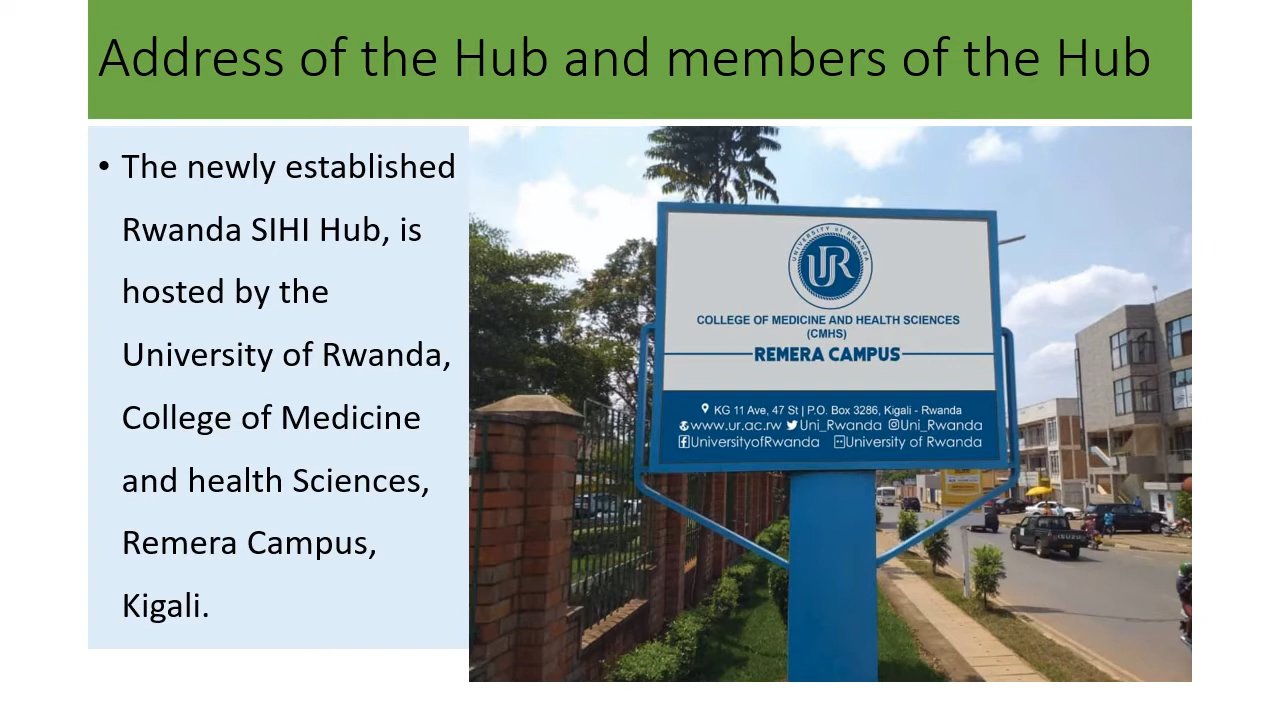 Address of the Hub and members of the Hub
• The newly established
Rwanda SIHI Hub, is
hosted by the
University of Rwanda,
College of Medicine
and health Sciences,
Remera Campus,
Kigali.
UNIVERSITY of RWANDA
UR
COLLEGE OF MEDICINE AND HEALTH SCIENCES
(CMHS)
REMERA CAMPUS
KG 11 Ave, 47 St | P.O. Box 3286, Kigali - Rwanda
www.ur.ac.rw Uni_Rwanda Uni_Rwanda
UniversityofRwanda University of Rwanda
ISUZU